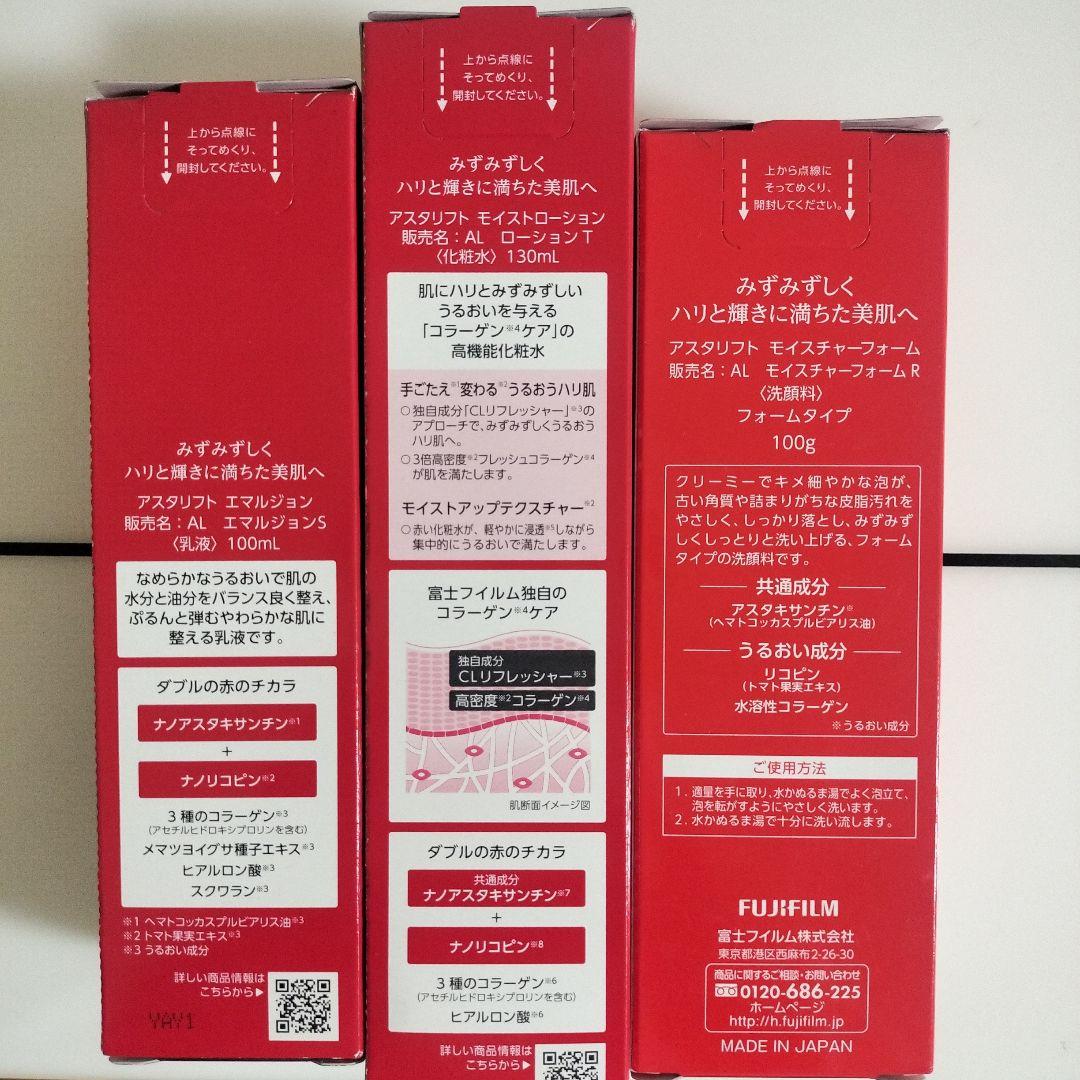 上から点線に
そってめくり、
開封してください。
みずみずしく
ハリと輝きに満ちた美肌へ
アスタリフト エマルジョン
販売名：AL エマルジョンS
〈乳液〉100mL
なめらかなうるおいで肌の
水分と油分をバランス良く整え、
ぷるんと弾むやわらかな肌に
整える乳液です。
ダブルの赤のチカラ
ナノアスタキサンチン※1
+
ナノリコピン※2
3種のコラーゲン※3
(アセチルヒドロキシプロリンを含む)
メマツヨイグサ種子エキス※3
ヒアルロン酸※3
スクワラン※3
※1 ヘマトコッカスプルビアリス油※3
※2 トマト果実エキス※3
※3 うるおい成分
詳しい商品情報は
こちらから▶
上から点線に
そってめくり、
開封してください。
みずみずしく
ハリと輝きに満ちた美肌へ
アスタリフト モイストローション
販売名：AL ローションT
〈化粧水〉130mL
肌にハリとみずみずしい
うるおいを与える
「コラーゲン※4ケア」の
高機能化粧水
手ごたえ※1変わる※2うるおうハリ肌
○独自成分「CLリフレッシャー」※3の
アプローチで、みずみずしくうるおう
ハリ肌へ。
○3倍高密度※2フレッシュコラーゲン※4
が肌を満たします。
モイストアップテクスチャー※2
○赤い化粧水が、軽やかに浸透※5しながら
集中的にうるおいで満たします。
富士フイルム独自の
コラーゲン※4ケア
独自成分
CLリフレッシャー※3
高密度※2コラーゲン※4
肌断面イメージ図
ダブルの赤のチカラ
共通成分
ナノアスタキサンチン※7
+
ナノリコピン※8
3種のコラーゲン※6
(アセチルヒドロキシプロリンを含む)
ヒアルロン酸※6
詳しい商品情報は
こちらから▶
上から点線に
そってめくり、
開封してください。
みずみずしく
ハリと輝きに満ちた美肌へ
アスタリフト モイスチャーフォーム
販売名：AL モイスチャーフォームR
〈洗顔料〉
フォームタイプ
100g
クリーミーでキメ細やかな泡が、
古い角質や詰まりがちな皮脂汚れを
やさしく、しっかり落とし、みずみず
しくしっとりと洗い上げる、フォーム
タイプの洗顔料です。
共通成分
アスタキサンチン※
(ヘマトコッカスプルビアリス油)
うるおい成分
リコピン
(トマト果実エキス)
水溶性コラーゲン
※うるおい成分
ご使用方法
1. 適量を手に取り、水かぬるま湯でよく泡立て、
泡を転がすようにやさしく洗います。
2. 水かぬるま湯で十分に洗い流します。
FUJIFILM
富士フイルム株式会社
東京都港区西麻布2-26-30
商品に関するご相談・お問い合わせ
0120-686-225
ホームページ
http://h.fujifilm.jp
MADE IN JAPAN